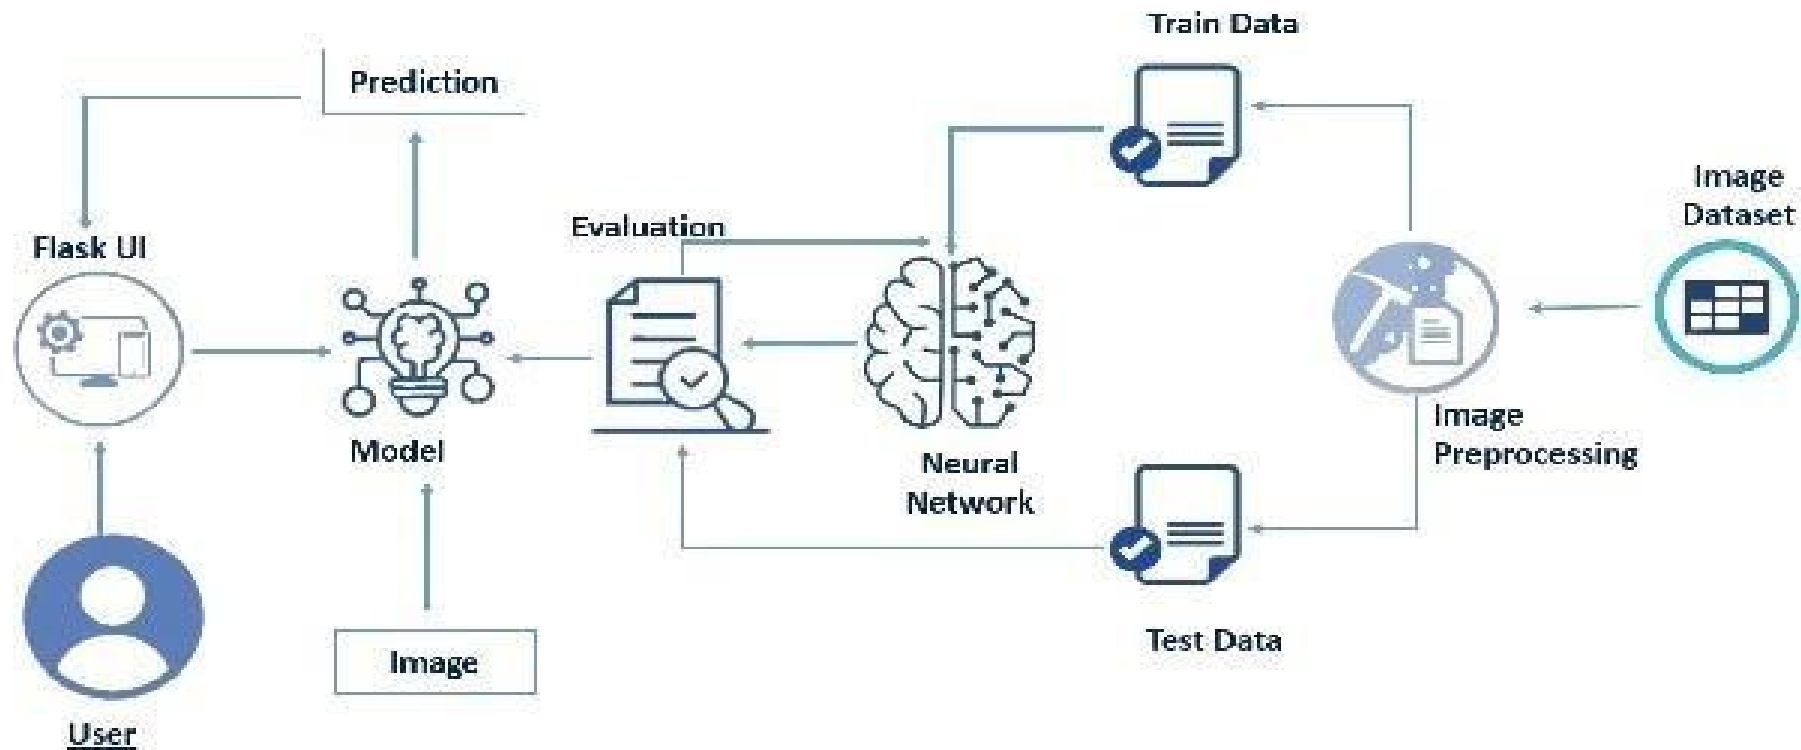 Train Data
Prediction
Image
Dataset
Evaluation
Flask UI
Image
Preprocessing
Model
Neural
Network
Test Data
Image
User